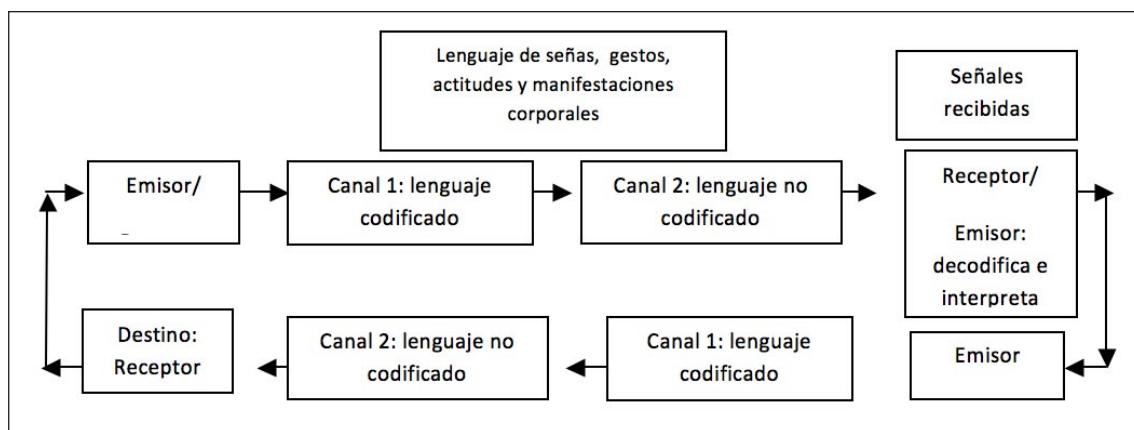 Lenguaje de señas, gestos,
actitudes y manifestaciones
corporales
Señales
recibidas
Emisor/
Canal 1: lenguaje
codificado
Canal 2: lenguaje no
codificado
Receptor/
Emisor:
decodifica e
interpreta
Destino:
Receptor
Canal 2: lenguaje no
codificado
Canal 1: lenguaje
codificado
Emisor